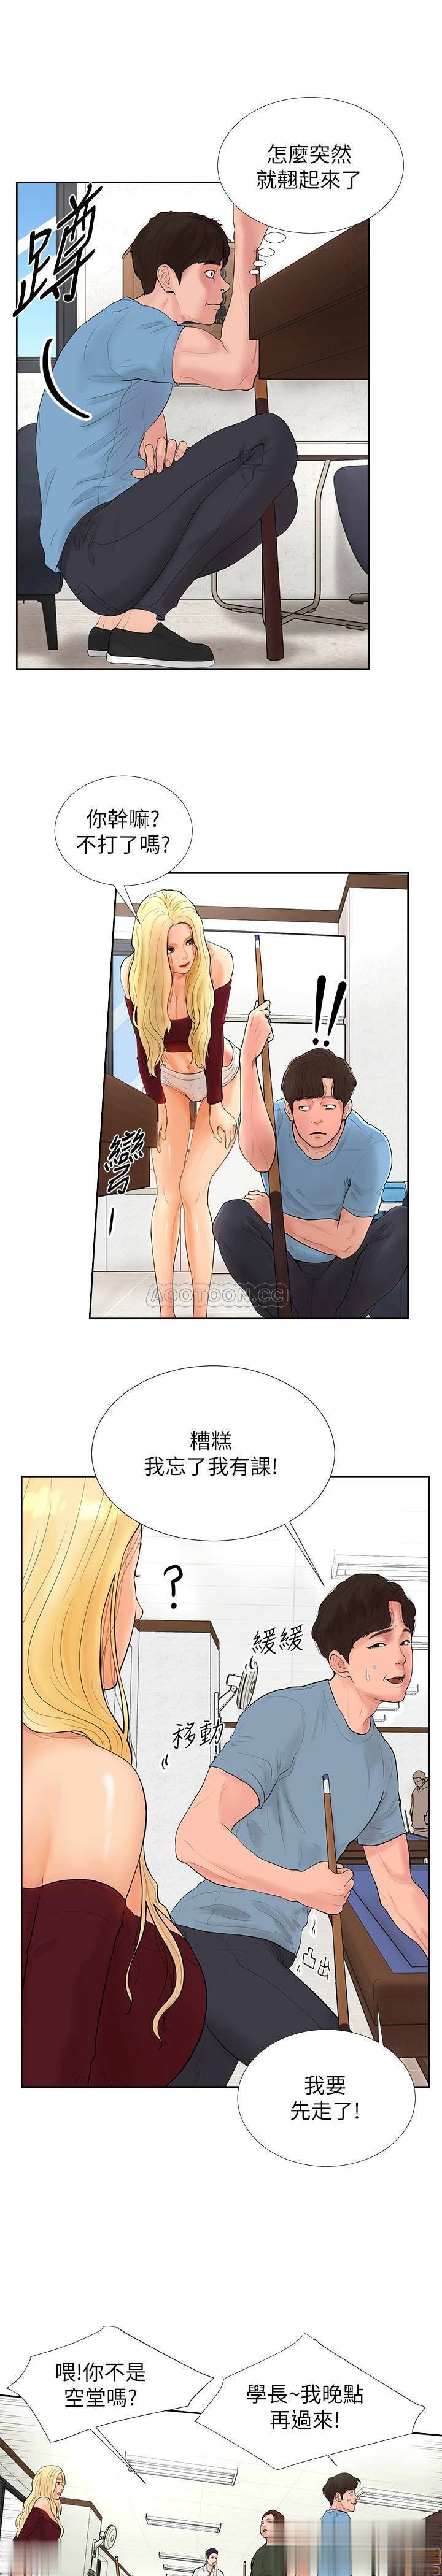 怎麼突然
就翹起來了
蹲
你幹嘛?
不打了嗎?
!!
彎弓
AOOTOON.CC
糟糕
我忘了我有課!
?
緩緩
移動
凸出
我要
先走了!
喂!你不是
空堂嗎?
學長~我晚點
再過來!